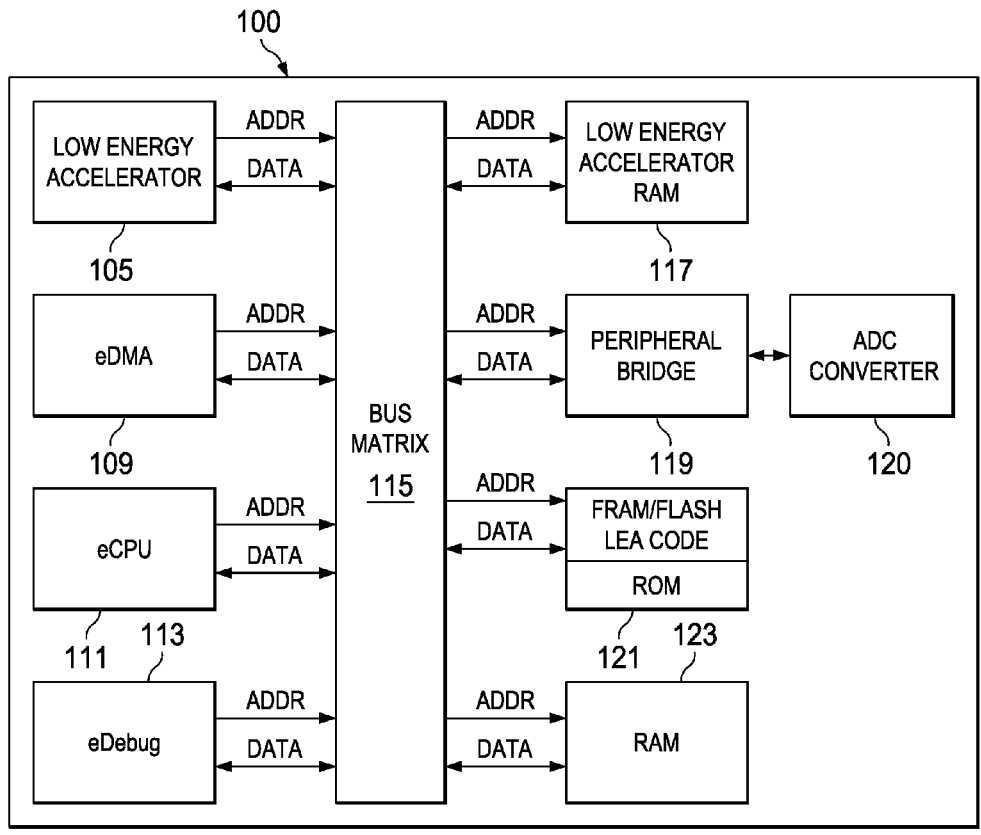 100
LOW ENERGY
ACCELERATOR
105
ADDR
DATA
ADDR
DATA
LOW ENERGY
ACCELERATOR
RAM
117
eDMA
109
ADDR
DATA
BUS
MATRIX
115
ADDR
DATA
PERIPHERAL
BRIDGE
119
ADC
CONVERTER
120
eCPU
111
ADDR
DATA
ADDR
DATA
FRAM/FLASH
LEA CODE
ROM
121
113
eDebug
ADDR
DATA
ADDR
DATA
123
RAM